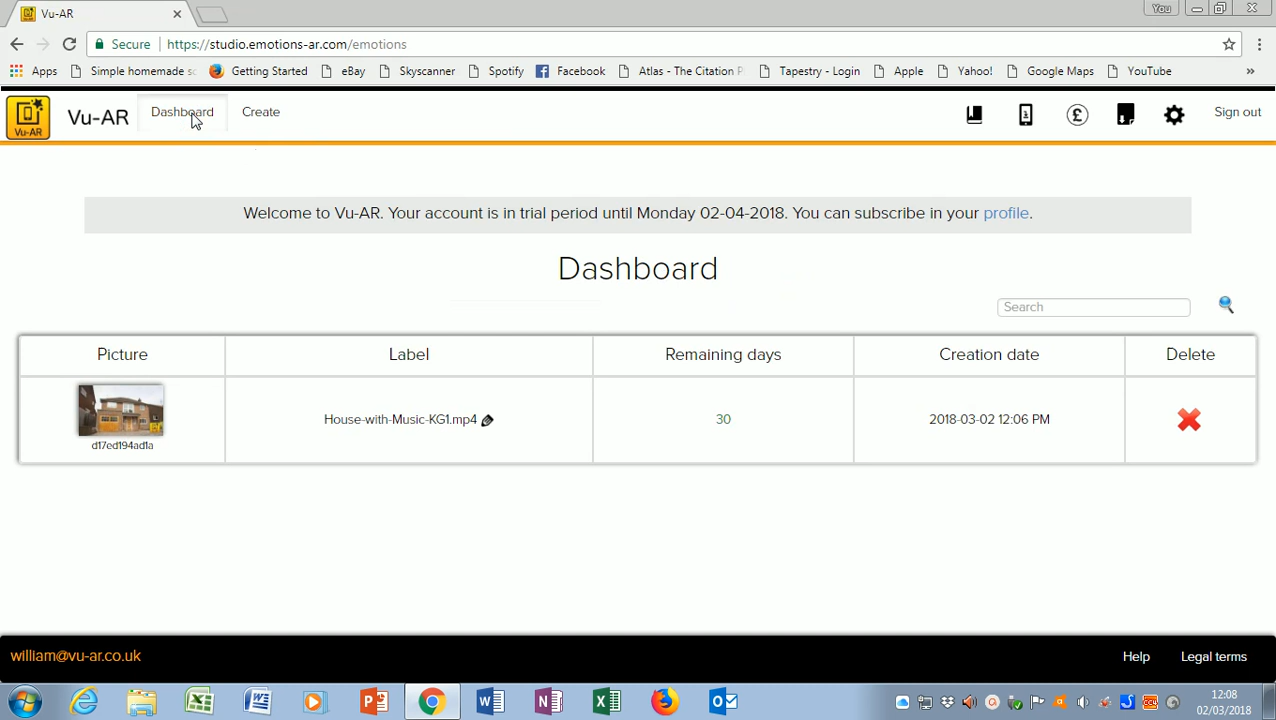 Vu-AR
You
Secure
https://studio.emotions-ar.com/emotions
Apps Simple homemade Getting Started eBay Skyscanner Spotify Facebook Atlas - The Citation Tapestry - Login Apple Yahoo! Google Maps YouTube »
Vu-AR Vu-AR Dashboard Create £ Sign out
Welcome to Vu-AR. Your account is in trial period until Monday 02-04-2018. You can subscribe in your profile.
Dashboard
Search
Picture Label Remaining days Creation date Delete
House-with-Music-KG1.mp4 30 2018-03-02 12:06 PM
d17ed194ad1a
william@vu-ar.co.uk Help Legal terms
12:08
02/03/2018